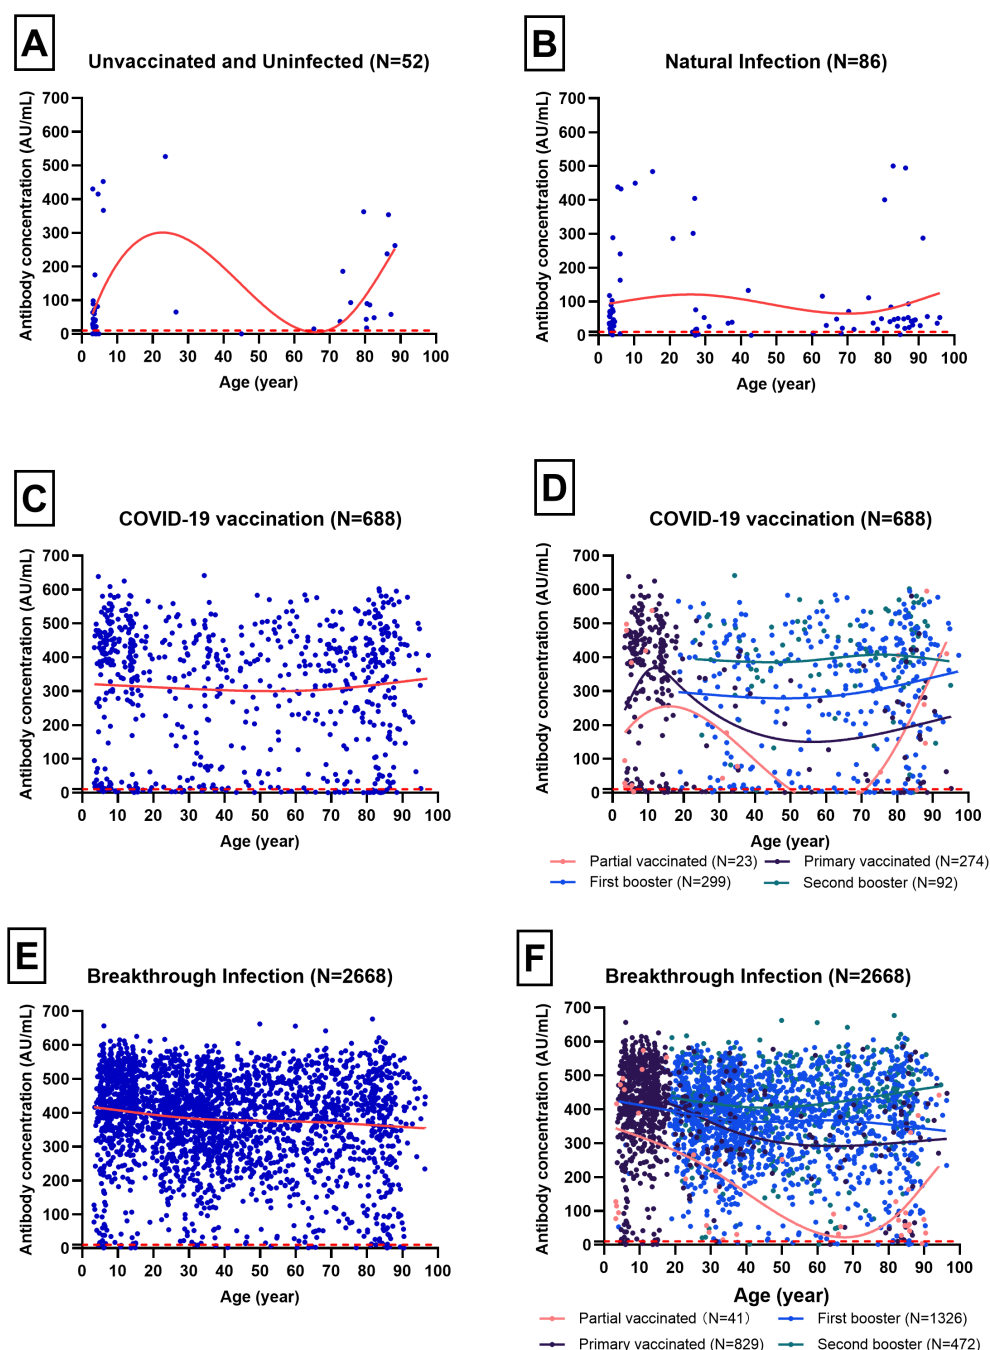 A
Unvaccinated and Uninfected (N=52)
Antibody concentration (AU/mL)
700
600
500
400
300
200
100
0
0 10 20 30 40 50 60 70 80 90 100
Age (year)
B
Natural Infection (N=86)
Antibody concentration (AU/mL)
700
600
500
400
300
200
100
0
0 10 20 30 40 50 60 70 80 90 100
Age (year)
C
COVID-19 vaccination (N=688)
Antibody concentration (AU/mL)
700
600
500
400
300
200
100
0
0 10 20 30 40 50 60 70 80 90 100
Age (year)
D
COVID-19 vaccination (N=688)
Antibody concentration (AU/mL)
700
600
500
400
300
200
100
0
0 10 20 30 40 50 60 70 80 90 100
Age (year)
Partial vaccinated (N=23) Primary vaccinated (N=274)
First booster (N=299) Second booster (N=92)
E
Breakthrough Infection (N=2668)
Antibody concentration (AU/mL)
700
600
500
400
300
200
100
0
0 10 20 30 40 50 60 70 80 90 100
Age (year)
F
Breakthrough Infection (N=2668)
Antibody concentration (AU/mL)
700
600
500
400
300
200
100
0
0 10 20 30 40 50 60 70 80 90 100
Age (year)
Partial vaccinated（N=41） First booster (N=1326)
Primary vaccinated (N=829) Second booster (N=472)